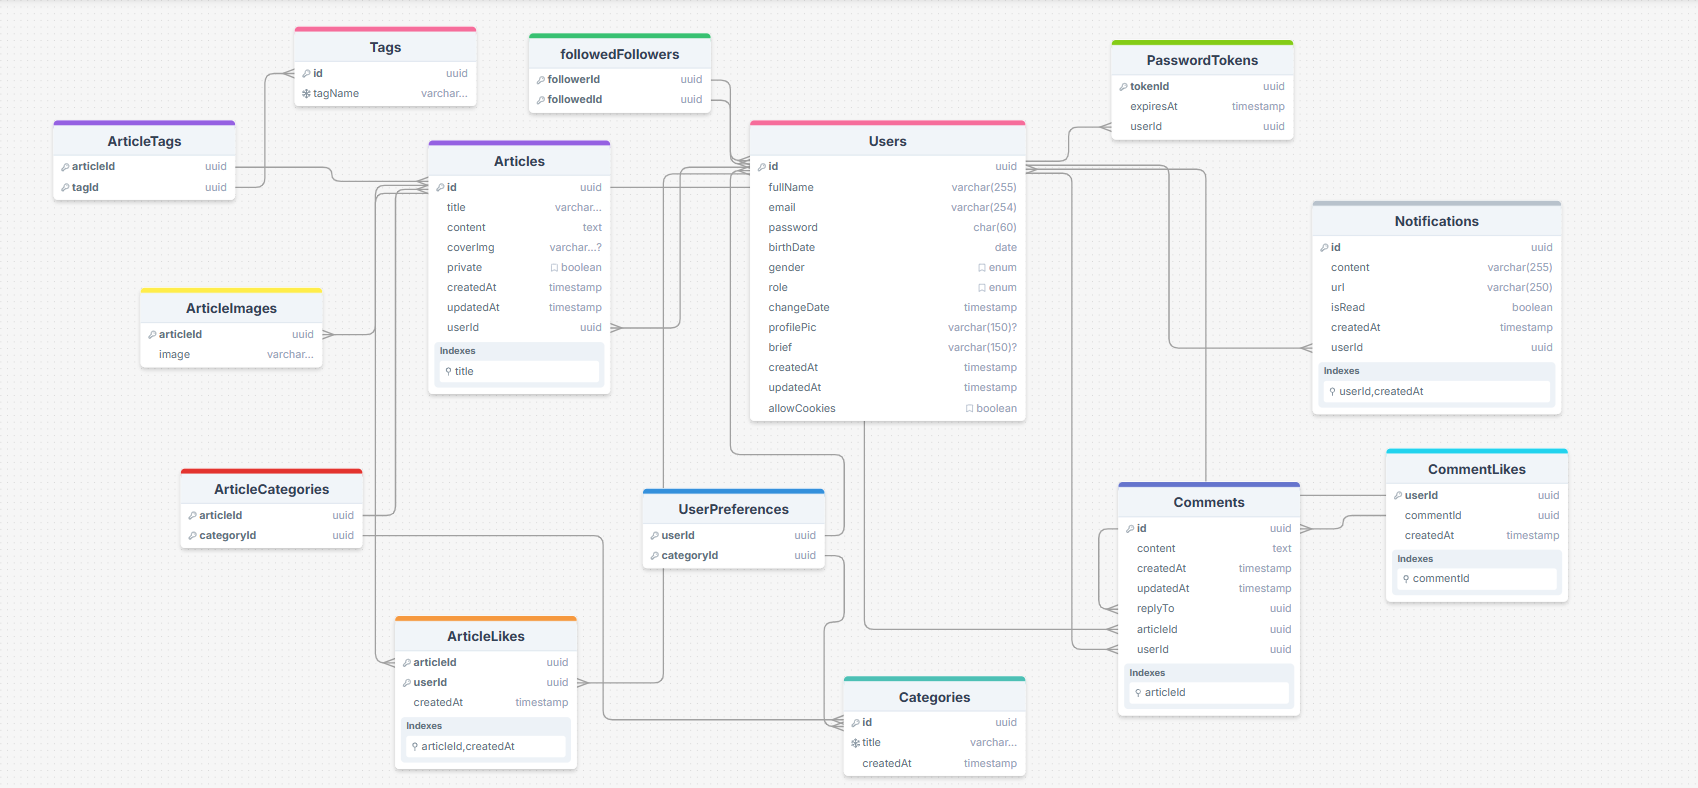 Tags
id uuid
tagName varchar...
followedFollowers
followerId uuid
followedId uuid
PasswordTokens
tokenId uuid
expiresAt timestamp
userId uuid
ArticleTags
articleId uuid
tagId uuid
Articles
id uuid
title varchar...
content text
coverImg varchar...?
private boolean
createdAt timestamp
updatedAt timestamp
userId uuid
Indexes
title
Users
id uuid
fullName varchar(255)
email varchar(254)
password char(60)
birthDate date
gender enum
role enum
changeDate timestamp
profilePic varchar(150)?
brief varchar(150)?
createdAt timestamp
updatedAt timestamp
allowCookies boolean
Notifications
id uuid
content varchar(255)
url varchar(250)
isRead boolean
createdAt timestamp
userId uuid
Indexes
userId,createdAt
ArticleImages
articleId uuid
image varchar...
ArticleCategories
articleId uuid
categoryId uuid
UserPreferences
userId uuid
categoryId uuid
Comments
id uuid
content text
createdAt timestamp
updatedAt timestamp
replyTo uuid
articleId uuid
userId uuid
Indexes
articleId
CommentLikes
userId uuid
commentId uuid
createdAt timestamp
Indexes
commentId
ArticleLikes
articleId uuid
userId uuid
createdAt timestamp
Indexes
articleId,createdAt
Categories
id uuid
title varchar...
createdAt timestamp